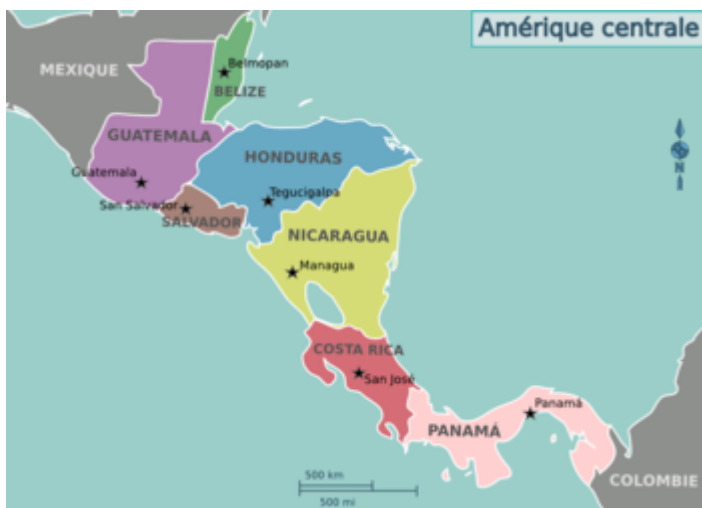 Amérique centrale
MEXIQUE
Belmopan
BELIZE
GUATEMALA
HONDURAS
Guatemala
Tegucigalpa
San Salvador
SALVADOR
NICARAGUA
Managua
COSTA RICA
San José
Panamá
PANAMÁ
500 km
COLOMBIE
500 mi
N